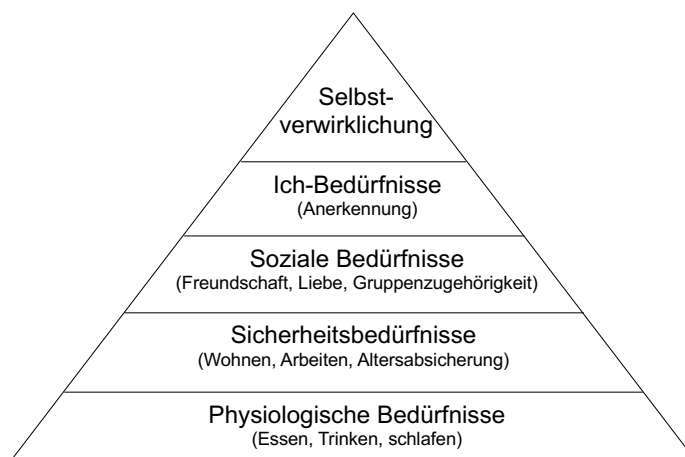 Selbst-
verwirklichung
Ich-Bedürfnisse
(Anerkennung)
Soziale Bedürfnisse
(Freundschaft, Liebe, Gruppenzugehörigkeit)
Sicherheitsbedürfnisse
(Wohnen, Arbeiten, Altersabsicherung)
Physiologische Bedürfnisse
(Essen, Trinken, schlafen)